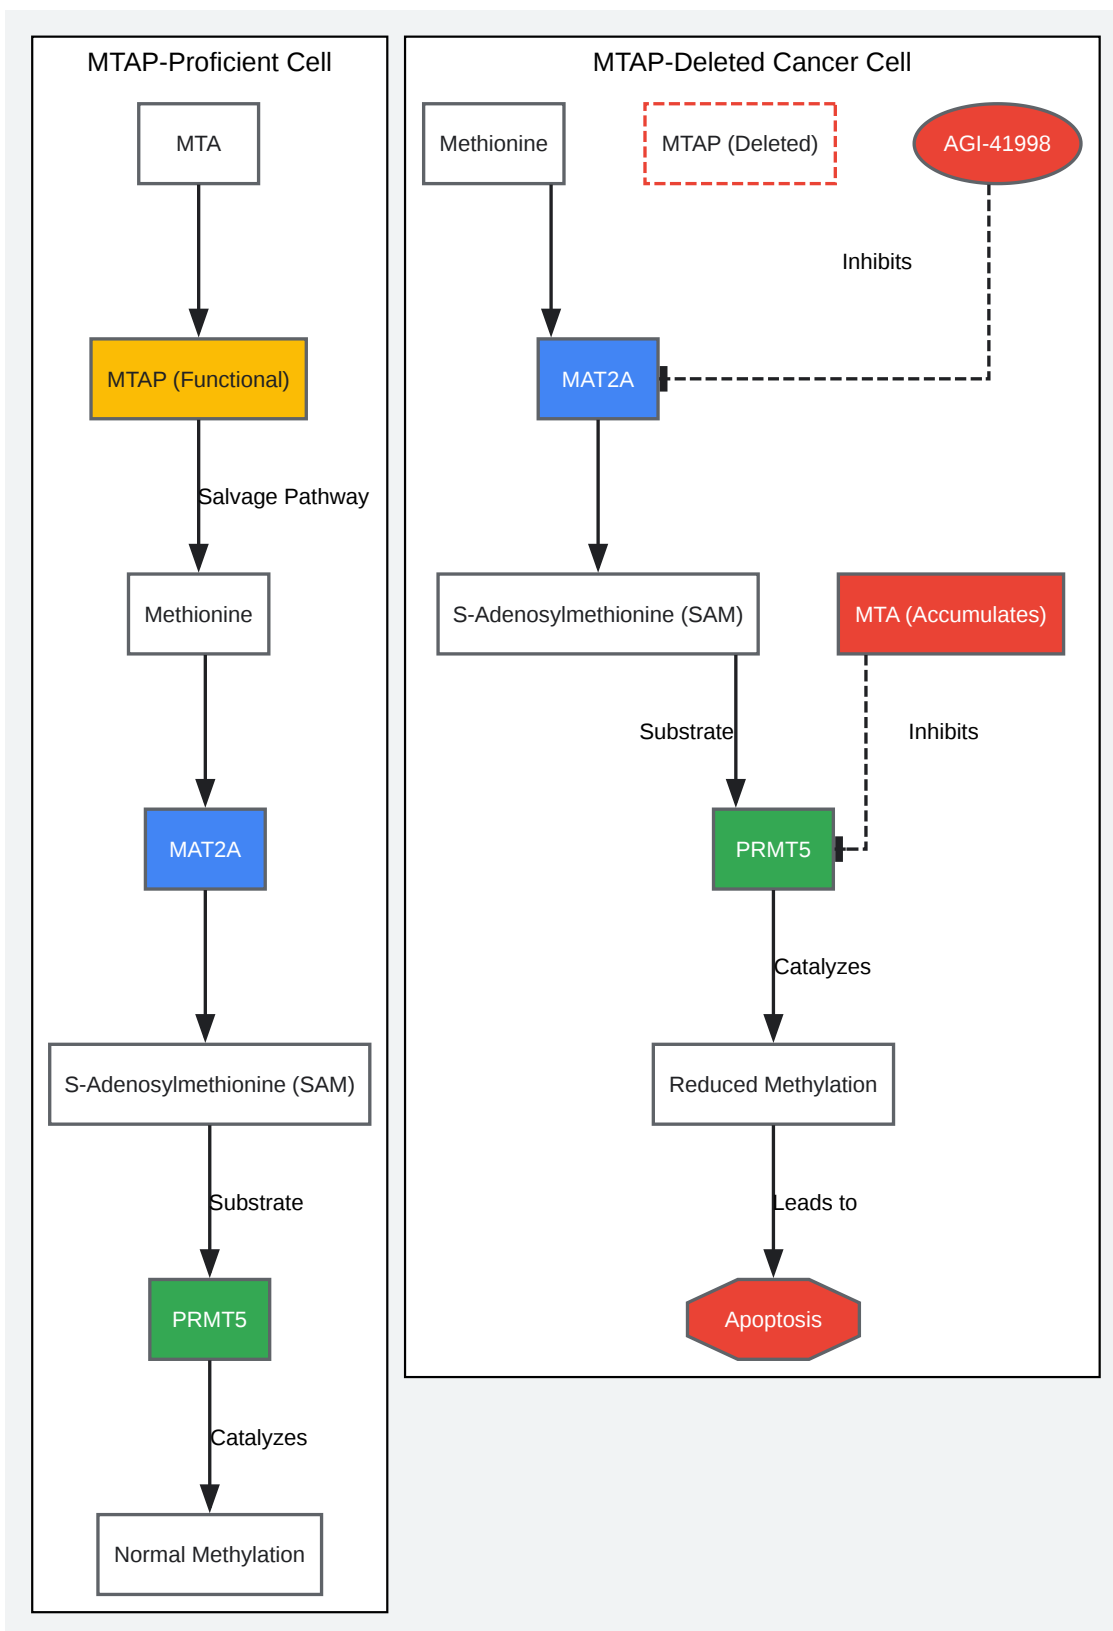 MTAP-Proficient Cell
MTA
MTAP (Functional)
Salvage Pathway
Methionine
MAT2A
S-Adenosylmethionine (SAM)
Substrate
PRMT5
Catalyzes
Normal Methylation
MTAP-Deleted Cancer Cell
Methionine
MTAP (Deleted)
AGI-41998
Inhibits
MAT2A
S-Adenosylmethionine (SAM)
MTA (Accumulates)
Substrate
Inhibits
PRMT5
Catalyzes
Reduced Methylation
Leads to
Apoptosis